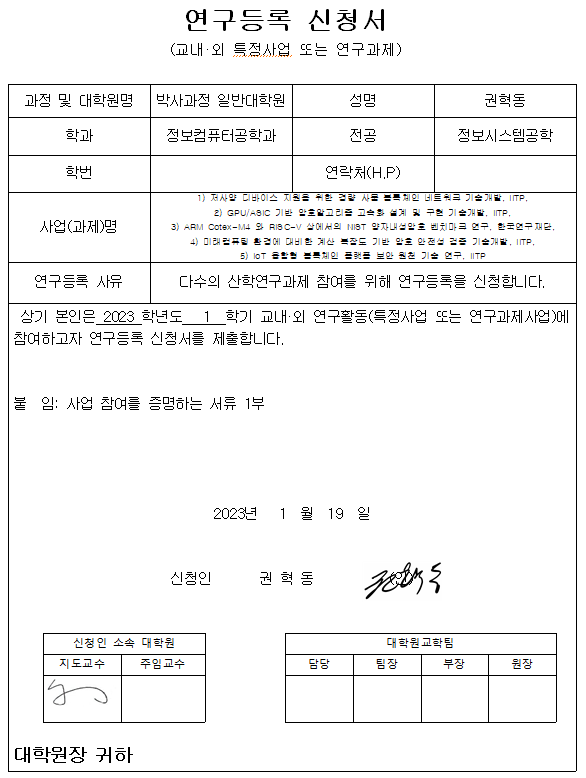 연구등록 신청서
(교내·외 특정사업 또는 연구과제)
과정 및 대학원명 박사과정 일반대학원 성명 권혁동
학과 정보컴퓨터공학과 전공 정보시스템공학
학번 연락처(H.P)
사업(과제)명
1) 저사양 디바이스 지원을 위한 경량 사물 블록체인 네트워크 기술개발, IITP,
2) GPU/ASIC 기반 암호알고리즘 고속화 설계 및 구현 기술개발, IITP,
3) ARM Cotex-M4 와 RISC-V 상에서의 NIST 양자내성암호 벤치마크 연구, 한국연구재단,
4) 미래컴퓨팅 환경에 대비한 계산 복잡도 기반 암호 안전성 검증 기술개발, IITP,
5) IoT 융합형 블록체인 플랫폼 보안 원천 기술 연구, IITP
연구등록 사유 다수의 산학연구과제 참여를 위해 연구등록을 신청합니다.
상기 본인은 2023 학년도 1 학기 교내·외 연구활동(특정사업 또는 연구과제사업)에
참여하고자 연구등록 신청서를 제출합니다.
붙 임: 사업 참여를 증명하는 서류 1부
2023년 1 월 19 일
신청인 권 혁 동
신청인 소속 대학원 대학원교학팀
지도교수 주임교수 담당 팀장 부장 원장
대학원장 귀하